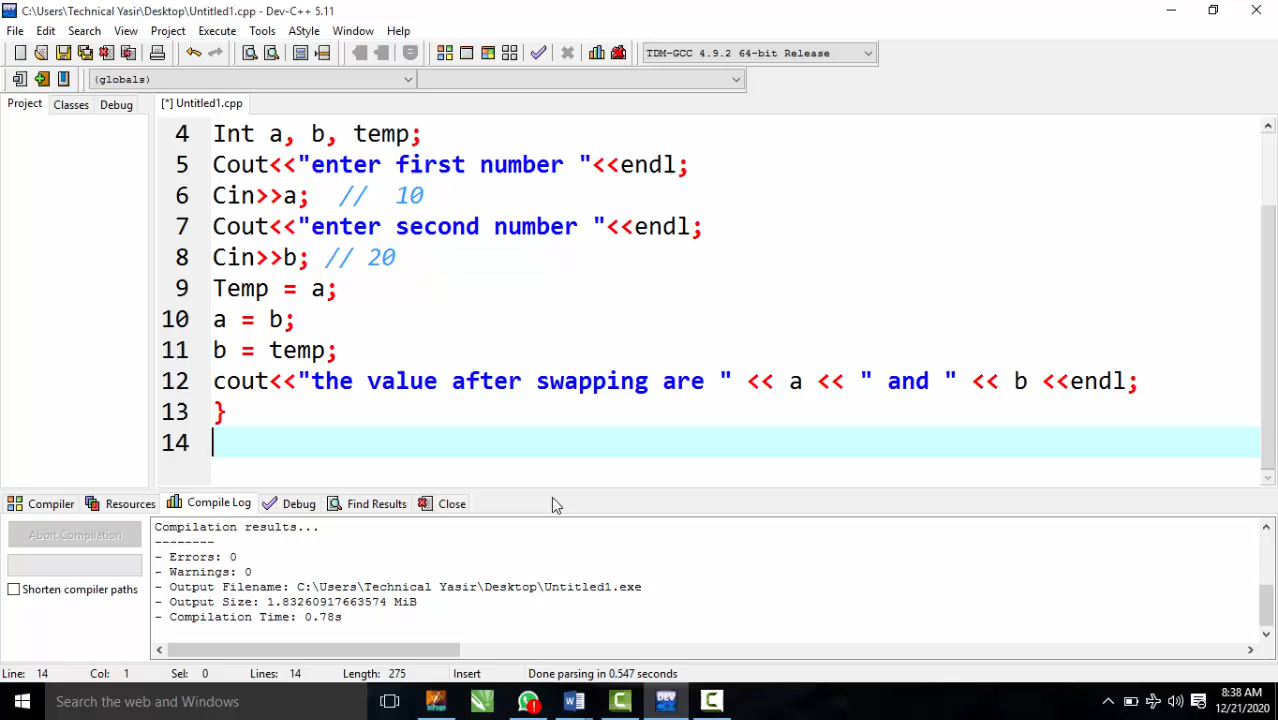 C:\Users\Technical Yasir\Desktop\Untitled1.cpp - Dev-C++ 5.11
File Edit Search View Project Execute Tools AStyle Window Help
TDM-GCC 4.9.2 64-bit Release
(globals)
Project Classes Debug [*] Untitled1.cpp
4 Int a, b, temp;
5 Cout<<"enter first number "<<endl;
6 Cin>>a; // 10
7 Cout<<"enter second number "<<endl;
8 Cin>>b; // 20
9 Temp = a;
10 a = b;
11 b = temp;
12 cout<<"the value after swapping are " << a << " and " << b <<endl;
13 }
14
Compiler Resources Compile Log Debug Find Results Close
Abort Compilation
Shorten compiler paths
Compilation results...
--------
- Errors: 0
- Warnings: 0
- Output Filename: C:\Users\Technical Yasir\Desktop\Untitled1.exe
- Output Size: 1.83260917663574 MiB
- Compilation Time: 0.78s
Line: 14 Col: 1 Sel: 0 Lines: 14 Length: 275 Insert Done parsing in 0.547 seconds
Search the web and Windows
DEV
8:38 AM
12/21/2020